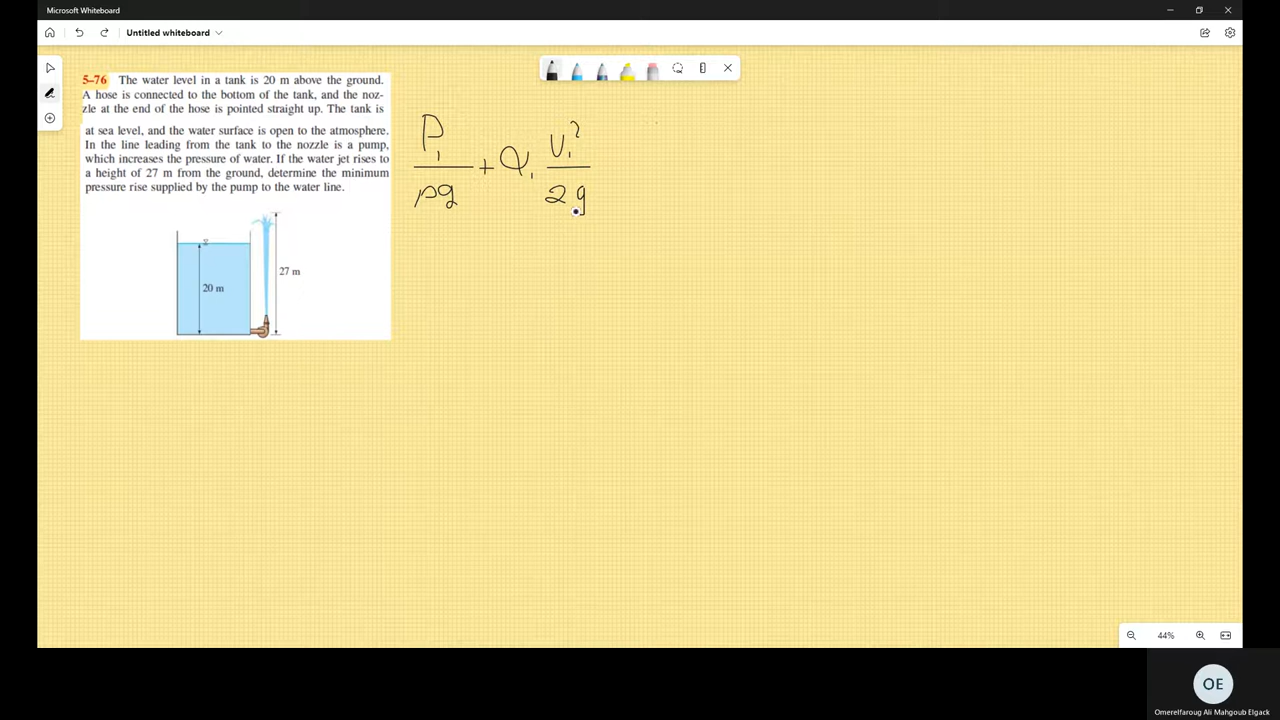 Microsoft Whiteboard
Untitled whiteboard
5–76 The water level in a tank is 20 m above the ground.
A hose is connected to the bottom of the tank, and the noz-
zle at the end of the hose is pointed straight up. The tank is
at sea level, and the water surface is open to the atmosphere.
In the line leading from the tank to the nozzle is a pump,
which increases the pressure of water. If the water jet rises to
a height of 27 m from the ground, determine the minimum
pressure rise supplied by the pump to the water line.
20 m
27 m
P₁/ρg + α₁ V₁²/2g
44%
OE
Omerelfaroug Ali Mahgoub Elgack